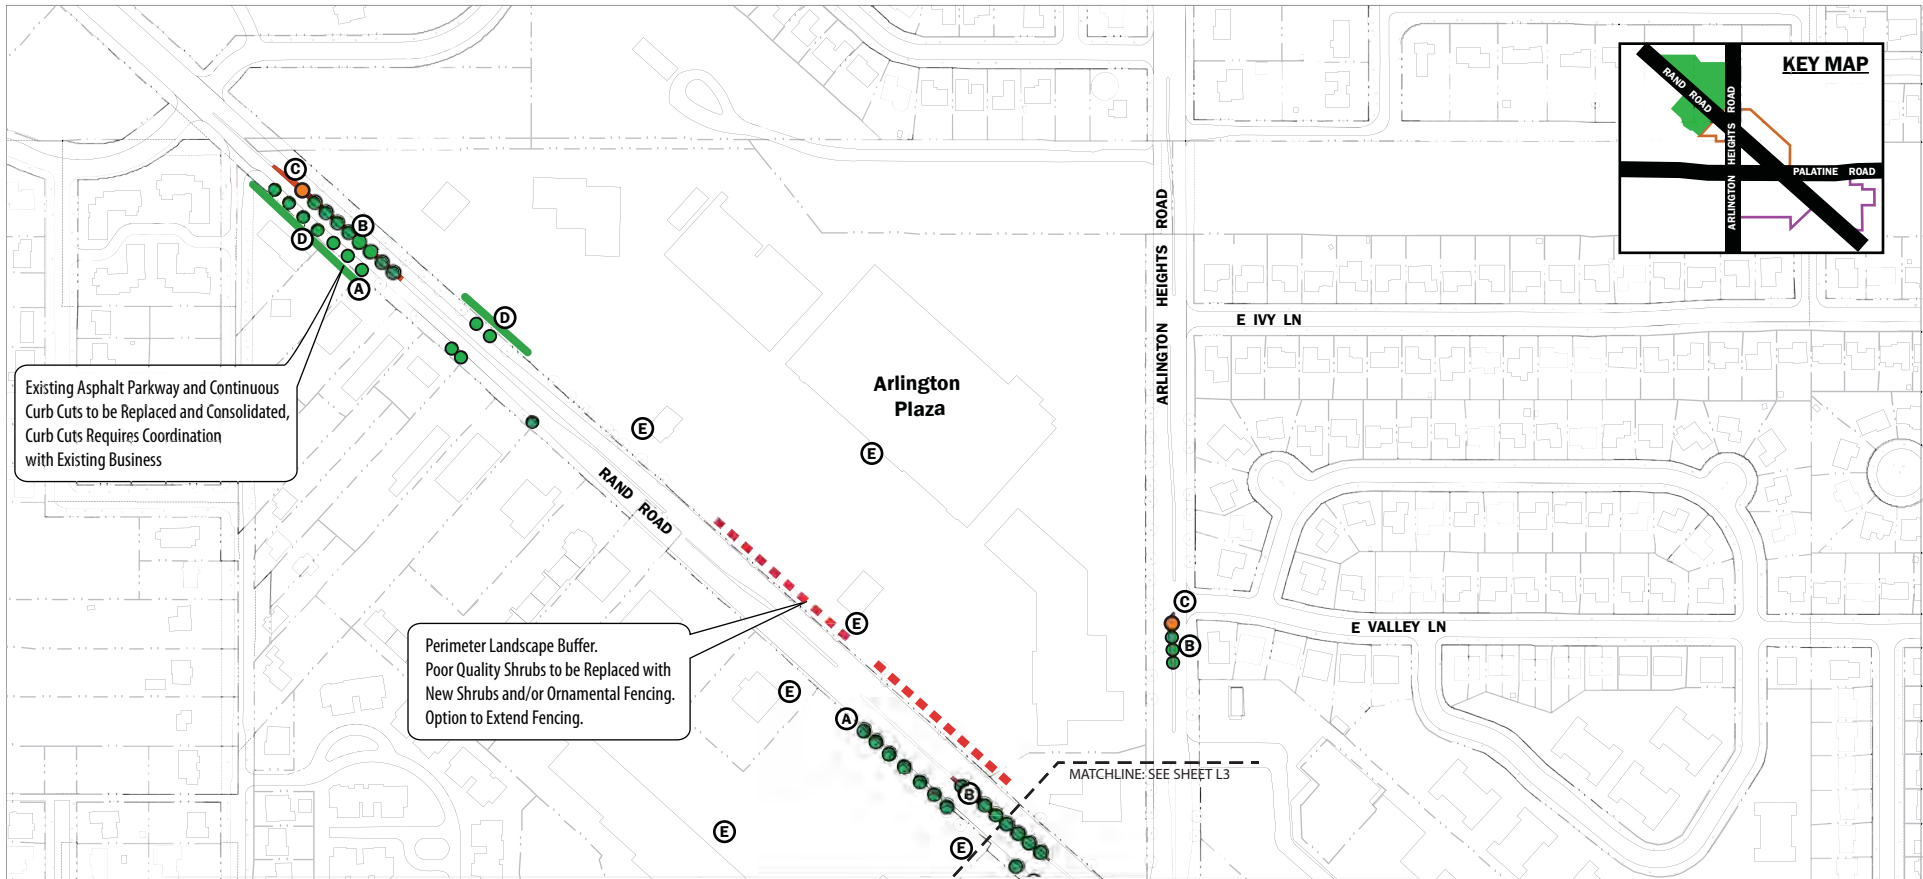 KEY MAP
RAND ROAD
ARLINGTON HEIGHTS ROAD
PALATINE ROAD
C
B
D
A
D
ARLINGTON HEIGHTS ROAD
E IVY LN
Existing Asphalt Parkway and Continuous
Curb Cuts to be Replaced and Consolidated,
Curb Cuts Requires Coordination
with Existing Business
Arlington
Plaza
E
E
RAND ROAD
C
E
E VALLEY LN
B
Perimeter Landscape Buffer.
Poor Quality Shrubs to be Replaced with
New Shrubs and/or Ornamental Fencing.
Option to Extend Fencing.
E
A
MATCHLINE: SEE SHEET L3
B
E
E